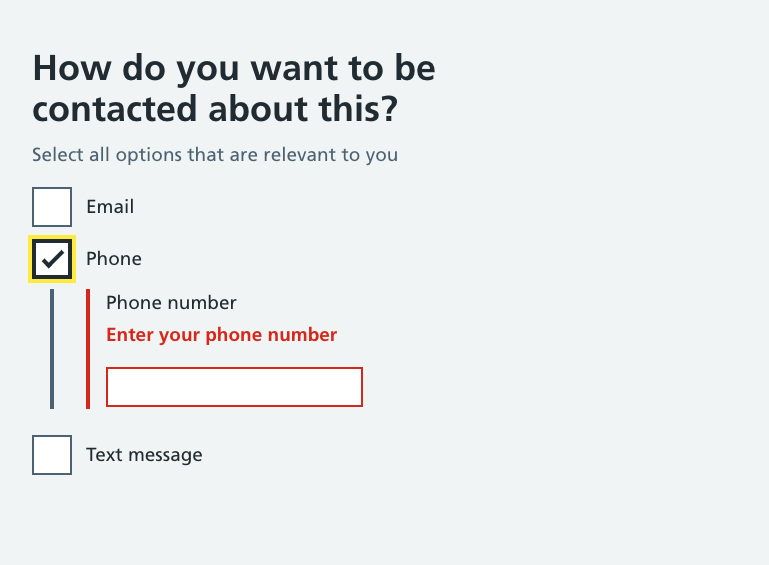 How do you want to be
contacted about this?
Select all options that are relevant to you
Email
Phone
Phone number
Enter your phone number
Text message